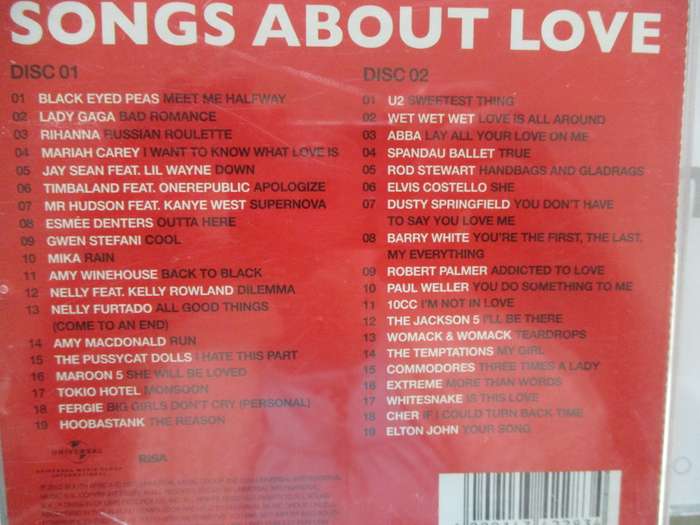 SONGS ABOUT LOVE
DISC 01
01 BLACK EYED PEAS MEET ME HALFWAY
02 LADY GAGA BAD ROMANCE
03 RIHANNA RUSSIAN ROULETTE
04 MARIAH CAREY I WANT TO KNOW WHAT LOVE IS
05 JAY SEAN FEAT. LIL WAYNE DOWN
06 TIMBALAND FEAT. ONEREPUBLIC APOLOGIZE
07 MR HUDSON FEAT. KANYE WEST SUPERNOVA
08 ESMÉE DENTERS OUTTA HERE
09 GWEN STEFANI COOL
10 MIKA RAIN
11 AMY WINEHOUSE BACK TO BLACK
12 NELLY FEAT. KELLY ROWLAND DILEMMA
13 NELLY FURTADO ALL GOOD THINGS
(COME TO AN END)
14 AMY MACDONALD RUN
15 THE PUSSYCAT DOLLS I HATE THIS PART
16 MAROON 5 SHE WILL BE LOVED
17 TOKIO HOTEL MONSOON
18 FERGIE BIG GIRLS DON'T CRY (PERSONAL)
19 HOOBASTANK THE REASON
DISC 02
01 U2 SWEETEST THING
02 WET WET WET LOVE IS ALL AROUND
03 ABBA LAY ALL YOUR LOVE ON ME
04 SPANDAU BALLET TRUE
05 ROD STEWART HANDBAGS AND GLADRAGS
06 ELVIS COSTELLO SHE
07 DUSTY SPRINGFIELD YOU DON'T HAVE
TO SAY YOU LOVE ME
08 BARRY WHITE YOU'RE THE FIRST, THE LAST,
MY EVERYTHING
09 ROBERT PALMER ADDICTED TO LOVE
10 PAUL WELLER YOU DO SOMETHING TO ME
11 10CC I'M NOT IN LOVE
12 THE JACKSON 5 I'LL BE THERE
13 WOMACK & WOMACK TEARDROPS
14 THE TEMPTATIONS MY GIRL
15 COMMODORES THREE TIMES A LADY
16 EXTREME MORE THAN WORDS
17 WHITESNAKE IS THIS LOVE
18 CHER IF I COULD TURN BACK TIME
19 ELTON JOHN YOUR SONG
UNIVERSAL
UNIVERSAL MUSIC GROUP
INTERNATIONAL
RISA